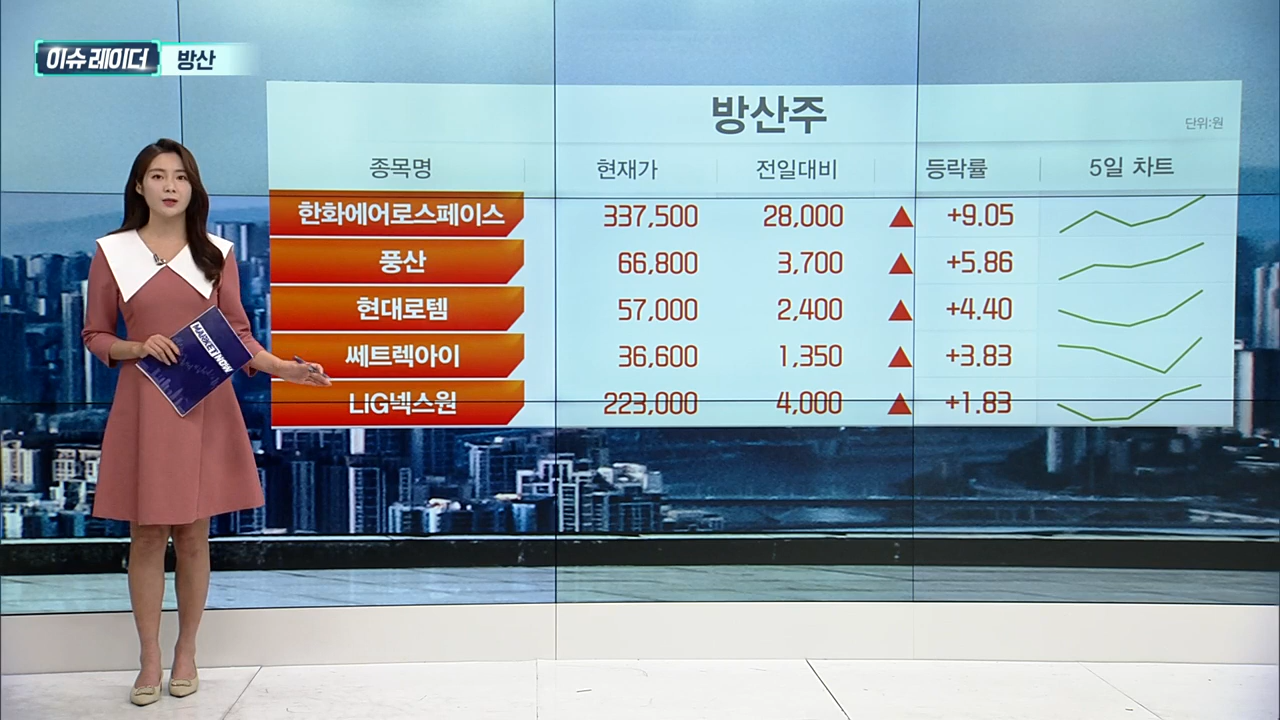 이슈레이더 방산
방산주
단위:원
종목명 현재가 전일대비 등락률 5일 차트
한화에어로스페이스 337,500 28,000 ▲ +9.05
풍산 66,800 3,700 ▲ +5.86
현대로템 57,000 2,400 ▲ +4.40
쎄트렉아이 36,600 1,350 ▲ +3.83
LIG넥스원 223,000 4,000 ▲ +1.83
MARKET NOW